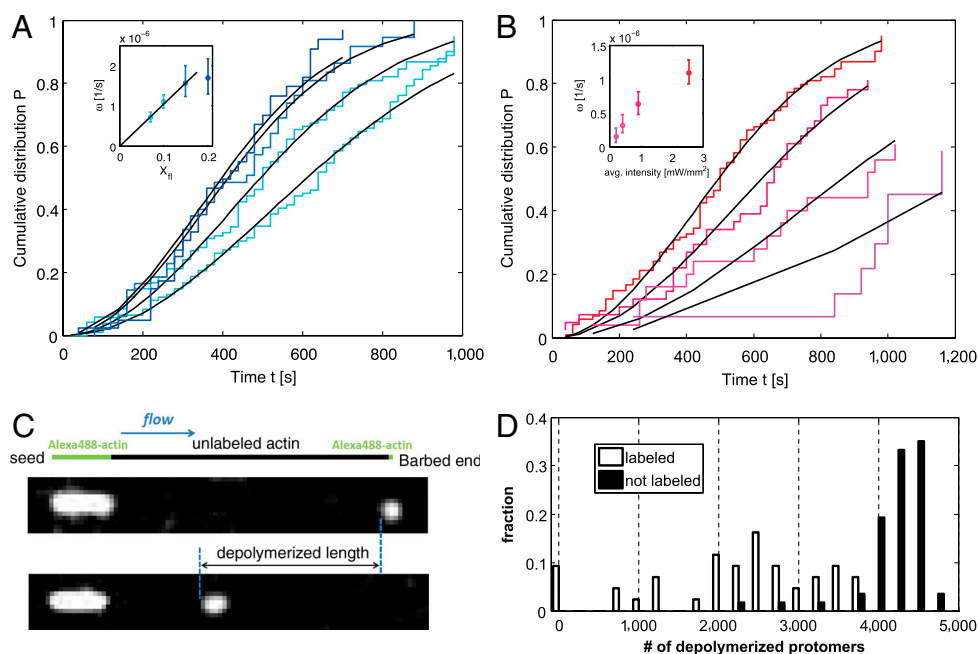 A
Cumulative distribution P
1
0.8
0.6
0.4
0.2
0
0 200 400 600 800 1,000
Time t [s]
x 10⁻⁶
ω [1/s]
2
1
0
0 0.1 0.2
X_fl
B
Cumulative distribution P
1
0.8
0.6
0.4
0.2
0
0 200 400 600 800 1,000 1,200
Time t [s]
x 10⁻⁶
ω [1/s]
1.5
1
0.5
0
0 1 2 3
avg. intensity [mW/mm²]
C
flow
Alexa488-actin unlabeled actin Alexa488-actin
seed Barbed end
depolymerized length
D
fraction
0.4
0.3
0.2
0.1
0
labeled
not labeled
0 1,000 2,000 3,000 4,000 5,000
# of depolymerized protomers